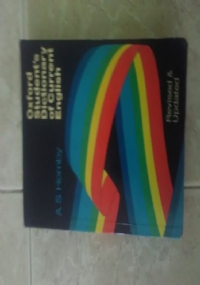 Oxford
Student's
Dictionary
of Current
English
A S Hornby
Revised &
Updated